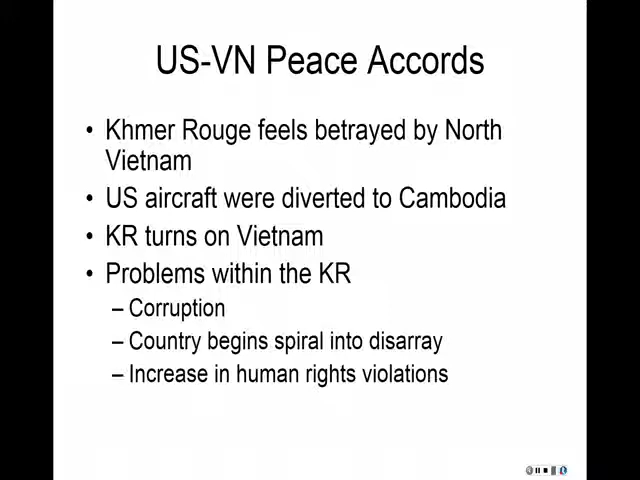 US-VN Peace Accords
• Khmer Rouge feels betrayed by North
Vietnam
• US aircraft were diverted to Cambodia
• KR turns on Vietnam
• Problems within the KR
– Corruption
– Country begins spiral into disarray
– Increase in human rights violations